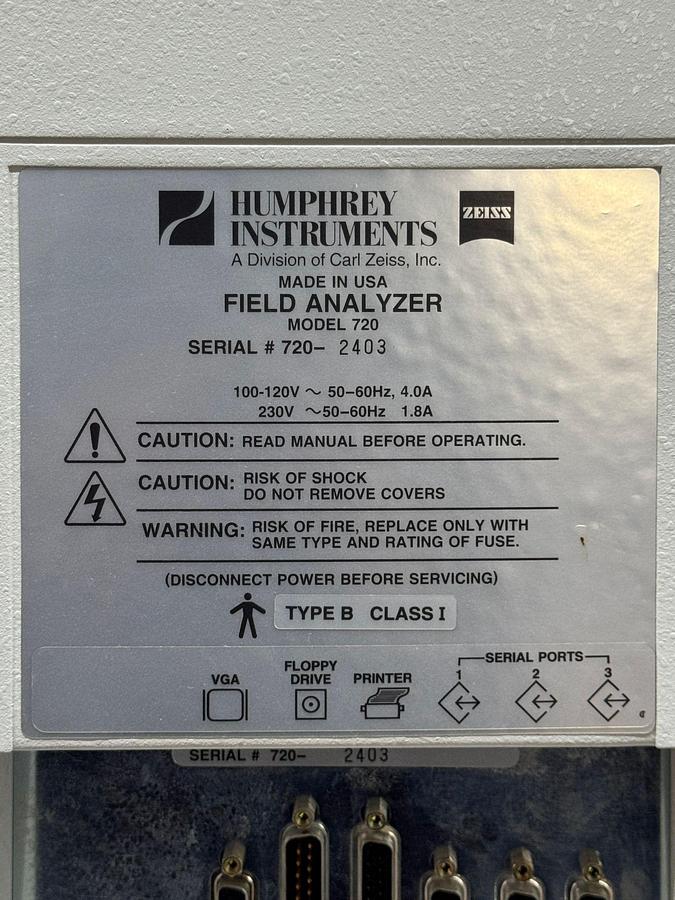 HUMPHREY
INSTRUMENTS
ZEISS
A Division of Carl Zeiss, Inc.
MADE IN USA
FIELD ANALYZER
MODEL 720
SERIAL # 720– 2403
100-120V ～ 50–60Hz, 4.0A
230V ～50–60Hz 1.8A
CAUTION: READ MANUAL BEFORE OPERATING.
CAUTION: RISK OF SHOCK
DO NOT REMOVE COVERS
WARNING: RISK OF FIRE, REPLACE ONLY WITH
SAME TYPE AND RATING OF FUSE.
(DISCONNECT POWER BEFORE SERVICING)
TYPE B CLASS I
VGA
FLOPPY
DRIVE
PRINTER
SERIAL PORTS
1 2 3
SERIAL # 720– 2403